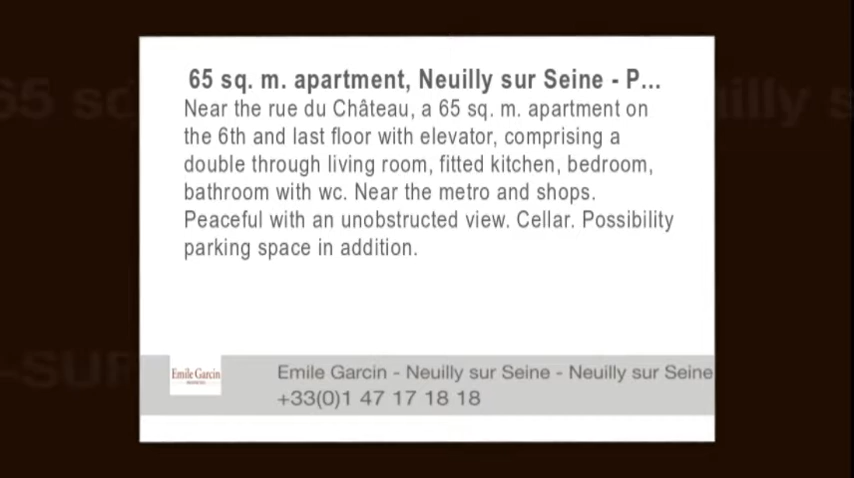 65 sq. m. apartment, Neuilly sur Seine - P...
Near the rue du Château, a 65 sq. m. apartment on
the 6th and last floor with elevator, comprising a
double through living room, fitted kitchen, bedroom,
bathroom with wc. Near the metro and shops.
Peaceful with an unobstructed view. Cellar. Possibility
parking space in addition.
Emile Garcin
Emile Garcin - Neuilly sur Seine - Neuilly sur Seine
+33(0)1 47 17 18 18